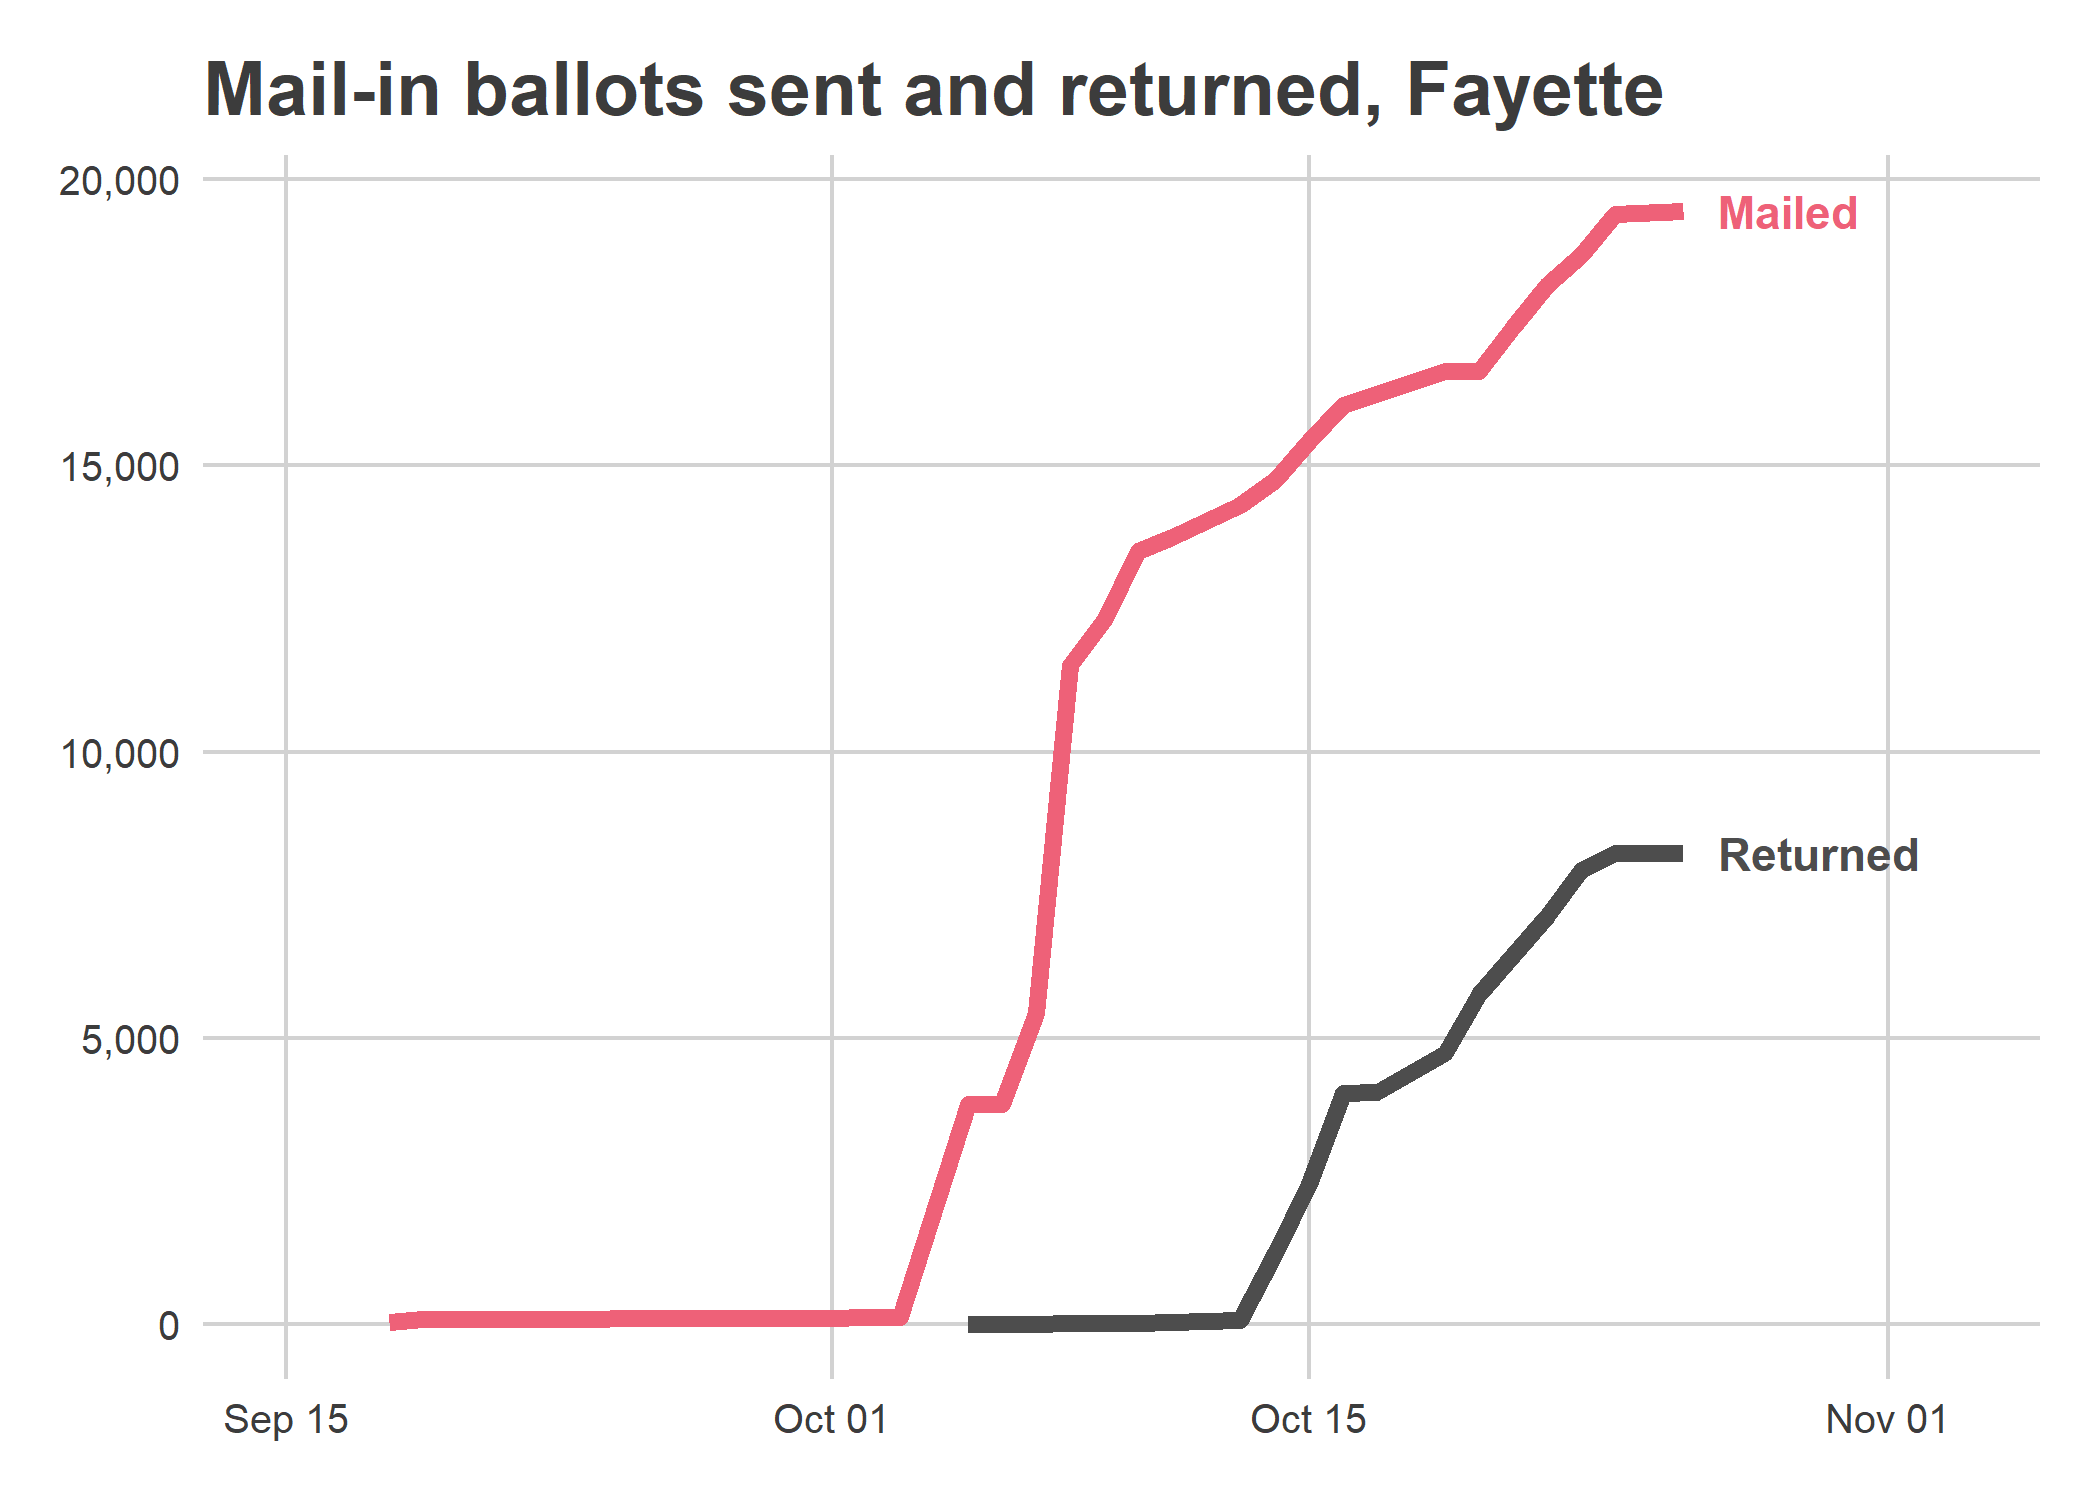 Mail-in ballots sent and returned, Fayette
20,000
Mailed
15,000
10,000
Returned
5,000
0
Sep 15 Oct 01 Oct 15 Nov 01